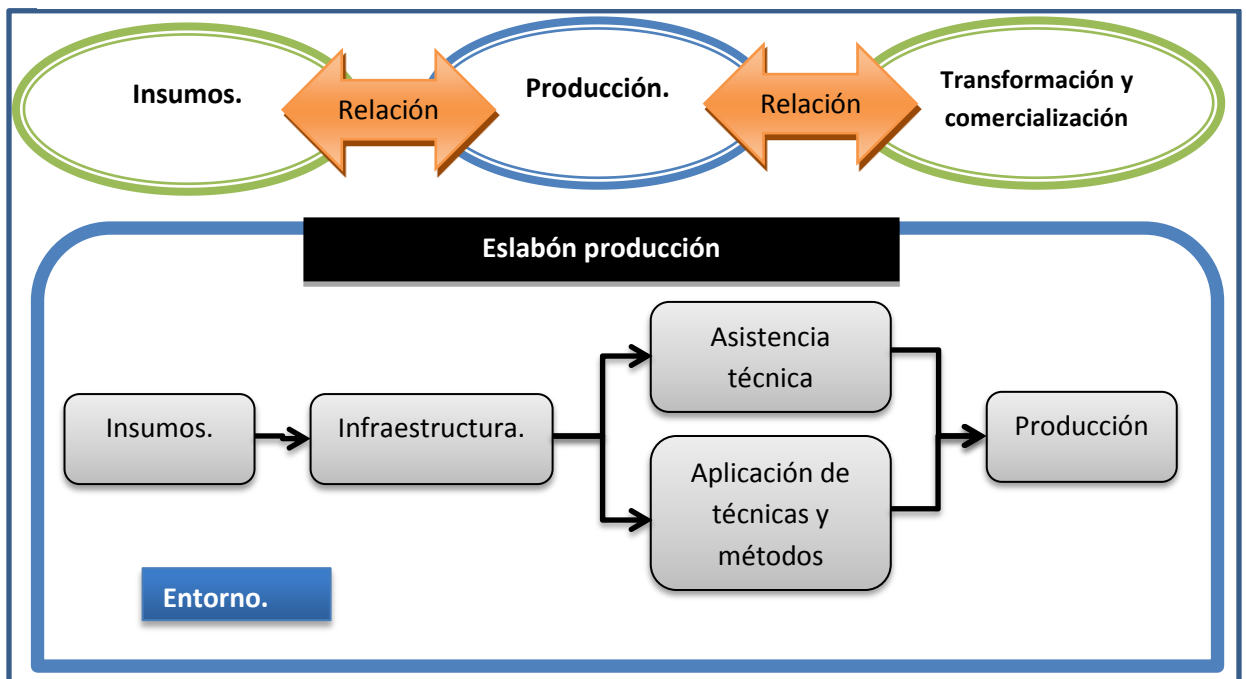 Insumos.
Relación
Producción.
Relación
Transformación y
comercialización
Eslabón producción
Insumos.
Infraestructura.
Asistencia
técnica
Aplicación de
técnicas y
métodos
Producción
Entorno.